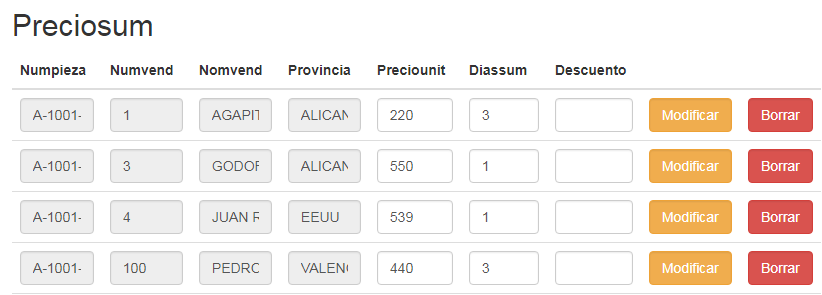 Preciosum
Numpieza Numvend Nomvend Provincia Preciounit Diassum Descuento
A-1001- 1 AGAPIT ALICAN 220 3 Modificar Borrar
A-1001- 3 GODOF ALICAN 550 1 Modificar Borrar
A-1001- 4 JUAN R EEUU 539 1 Modificar Borrar
A-1001- 100 PEDRO VALEN 440 3 Modificar Borrar